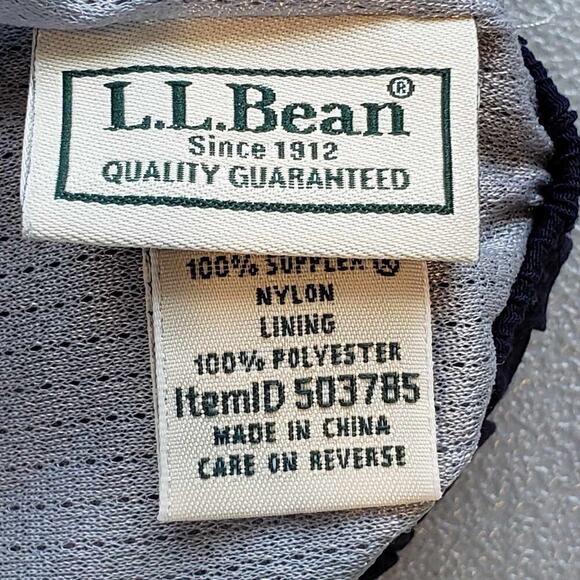 L.L.Bean®
Since 1912
QUALITY GUARANTEED
100% SUPPLEX ®
NYLON
LINING
100% POLYESTER
ItemID 503785
MADE IN CHINA
CARE ON REVERSE